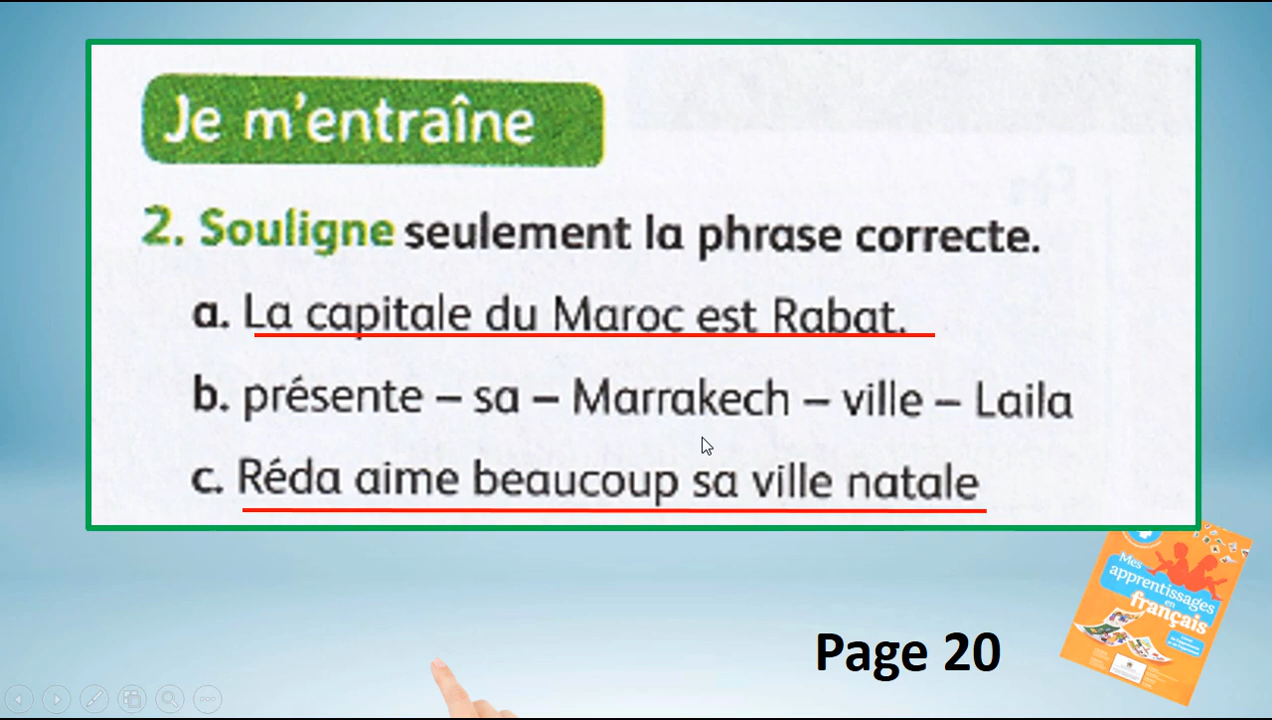 Je m'entraîne
2. Souligne seulement la phrase correcte.
a. La capitale du Maroc est Rabat.
b. présente – sa – Marrakech – ville – Laila
c. Réda aime beaucoup sa ville natale
Mes
apprentissages
en
français
Page 20